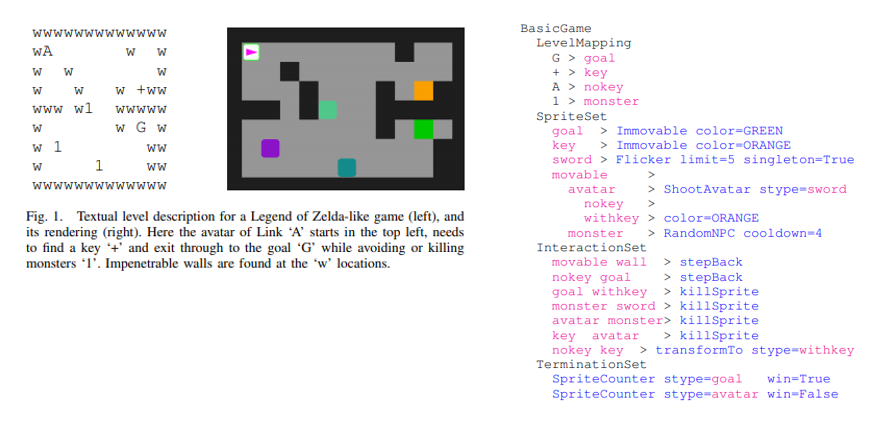 wwwwwwwwwwwww
wA       w  w
w  w        w
w   w   w +ww
www w1  wwwww
w       w G w
w 1        ww
w     1    ww
wwwwwwwwwwwww
Fig. 1. Textual level description for a Legend of Zelda-like game (left), and
its rendering (right). Here the avatar of Link ‘A’ starts in the top left, needs
to find a key ‘+’ and exit through to the goal ‘G’ while avoiding or killing
monsters ‘1’. Impenetrable walls are found at the ‘w’ locations.
BasicGame
  LevelMapping
    G > goal
    + > key
    A > nokey
    1 > monster
  SpriteSet
    goal  > Immovable color=GREEN
    key   > Immovable color=ORANGE
    sword > Flicker limit=5 singleton=True
    movable     >
      avatar    > ShootAvatar stype=sword
        nokey   >
        withkey > color=ORANGE
      monster   > RandomNPC cooldown=4
  InteractionSet
    movable wall  > stepBack
    nokey goal    > stepBack
    goal withkey  > killSprite
    monster sword > killSprite
    avatar monster> killSprite
    key  avatar   > killSprite
    nokey key  > transformTo stype=withkey
  TerminationSet
    SpriteCounter stype=goal   win=True
    SpriteCounter stype=avatar win=False